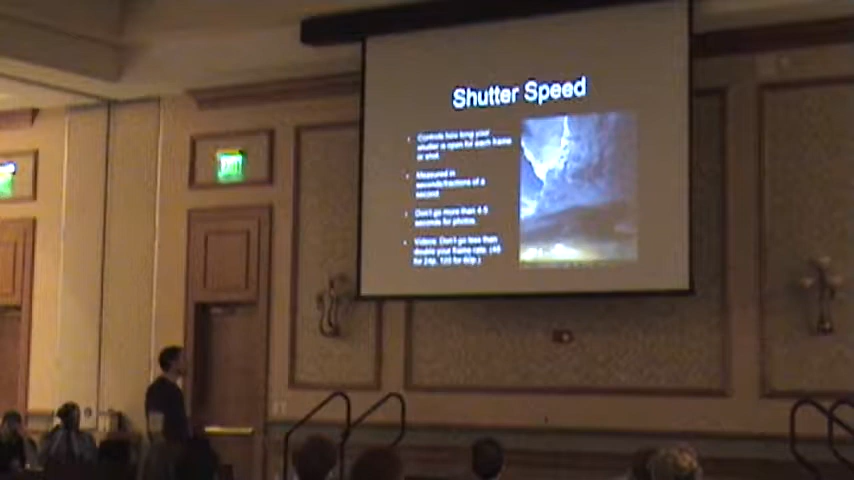 Shutter Speed
EXIT
Controls how long your
shutter is open for each frame
or shot.
Measured in
seconds/fractions of a
second
Don't go more than 4-5
seconds for photos.
Videos: Don't go less than
double your frame rate. (48
for 24p, 120 for 60p.)